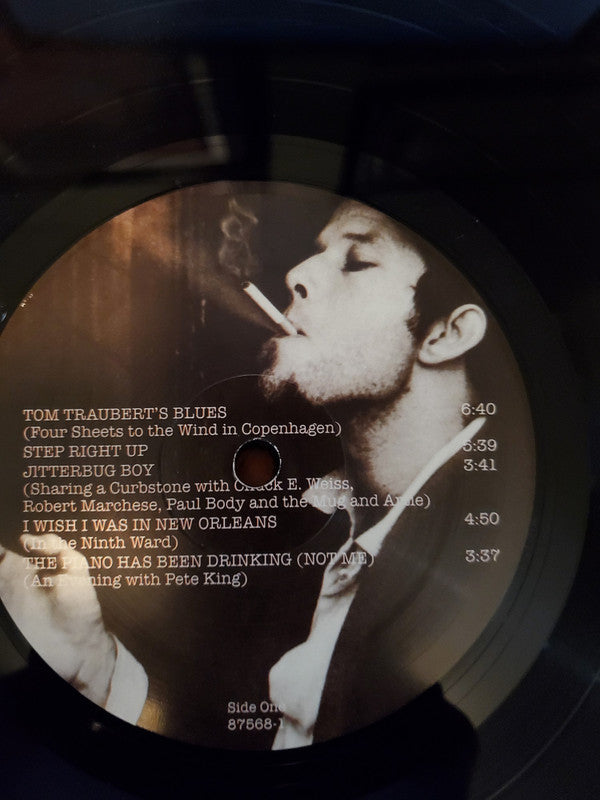 TOM TRAUBERT'S BLUES 6:40
(Four Sheets to the Wind in Copenhagen)
STEP RIGHT UP 5:39
JITTERBUG BOY 3:41
(Sharing a Curbstone with Chuck E. Weiss,
Robert Marchese, Paul Body and the Mug and Artie)
I WISH I WAS IN NEW ORLEANS 4:50
(In the Ninth Ward)
THE PIANO HAS BEEN DRINKING (NOT ME) 3:37
(An Evening with Pete King)
Side One
87568-1